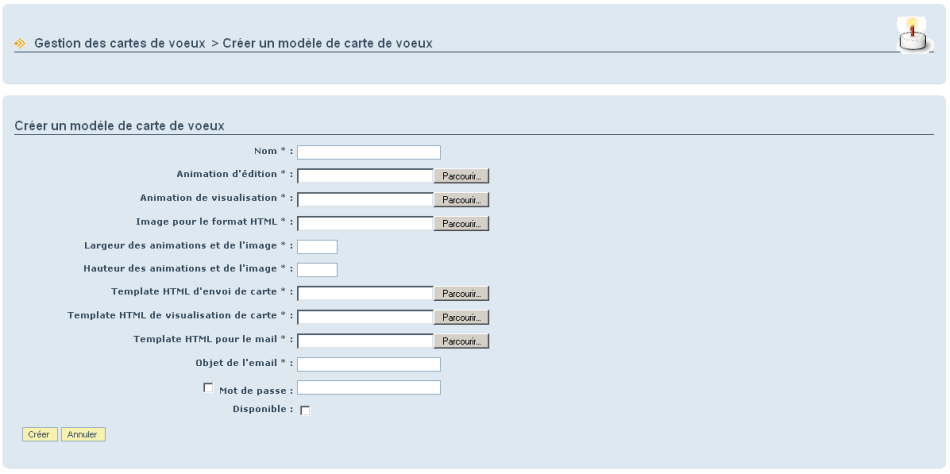 Gestion des cartes de voeux > Créer un modèle de carte de voeux
Créer un modèle de carte de voeux
Nom * :
Animation d'édition * : Parcourir...
Animation de visualisation * : Parcourir...
Image pour le format HTML * : Parcourir...
Largeur des animations et de l'image * :
Hauteur des animations et de l'image * :
Template HTML d'envoi de carte * : Parcourir...
Template HTML de visualisation de carte * : Parcourir...
Template HTML pour le mail * : Parcourir...
Objet de l'email * :
Mot de passe :
Disponible :
Créer Annuler